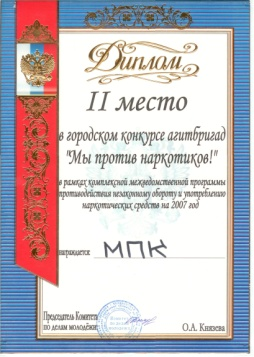 Диплом
II место
в городском конкурсе агитбригад
"Мы против наркотиков!"
в рамках комплексной межведомственной программы
противодействия незаконному обороту и употреблению
наркотических средств на 2007 год
награждается: МПК
Председатель Комитета
по делам молодёжи
О.А. Князева